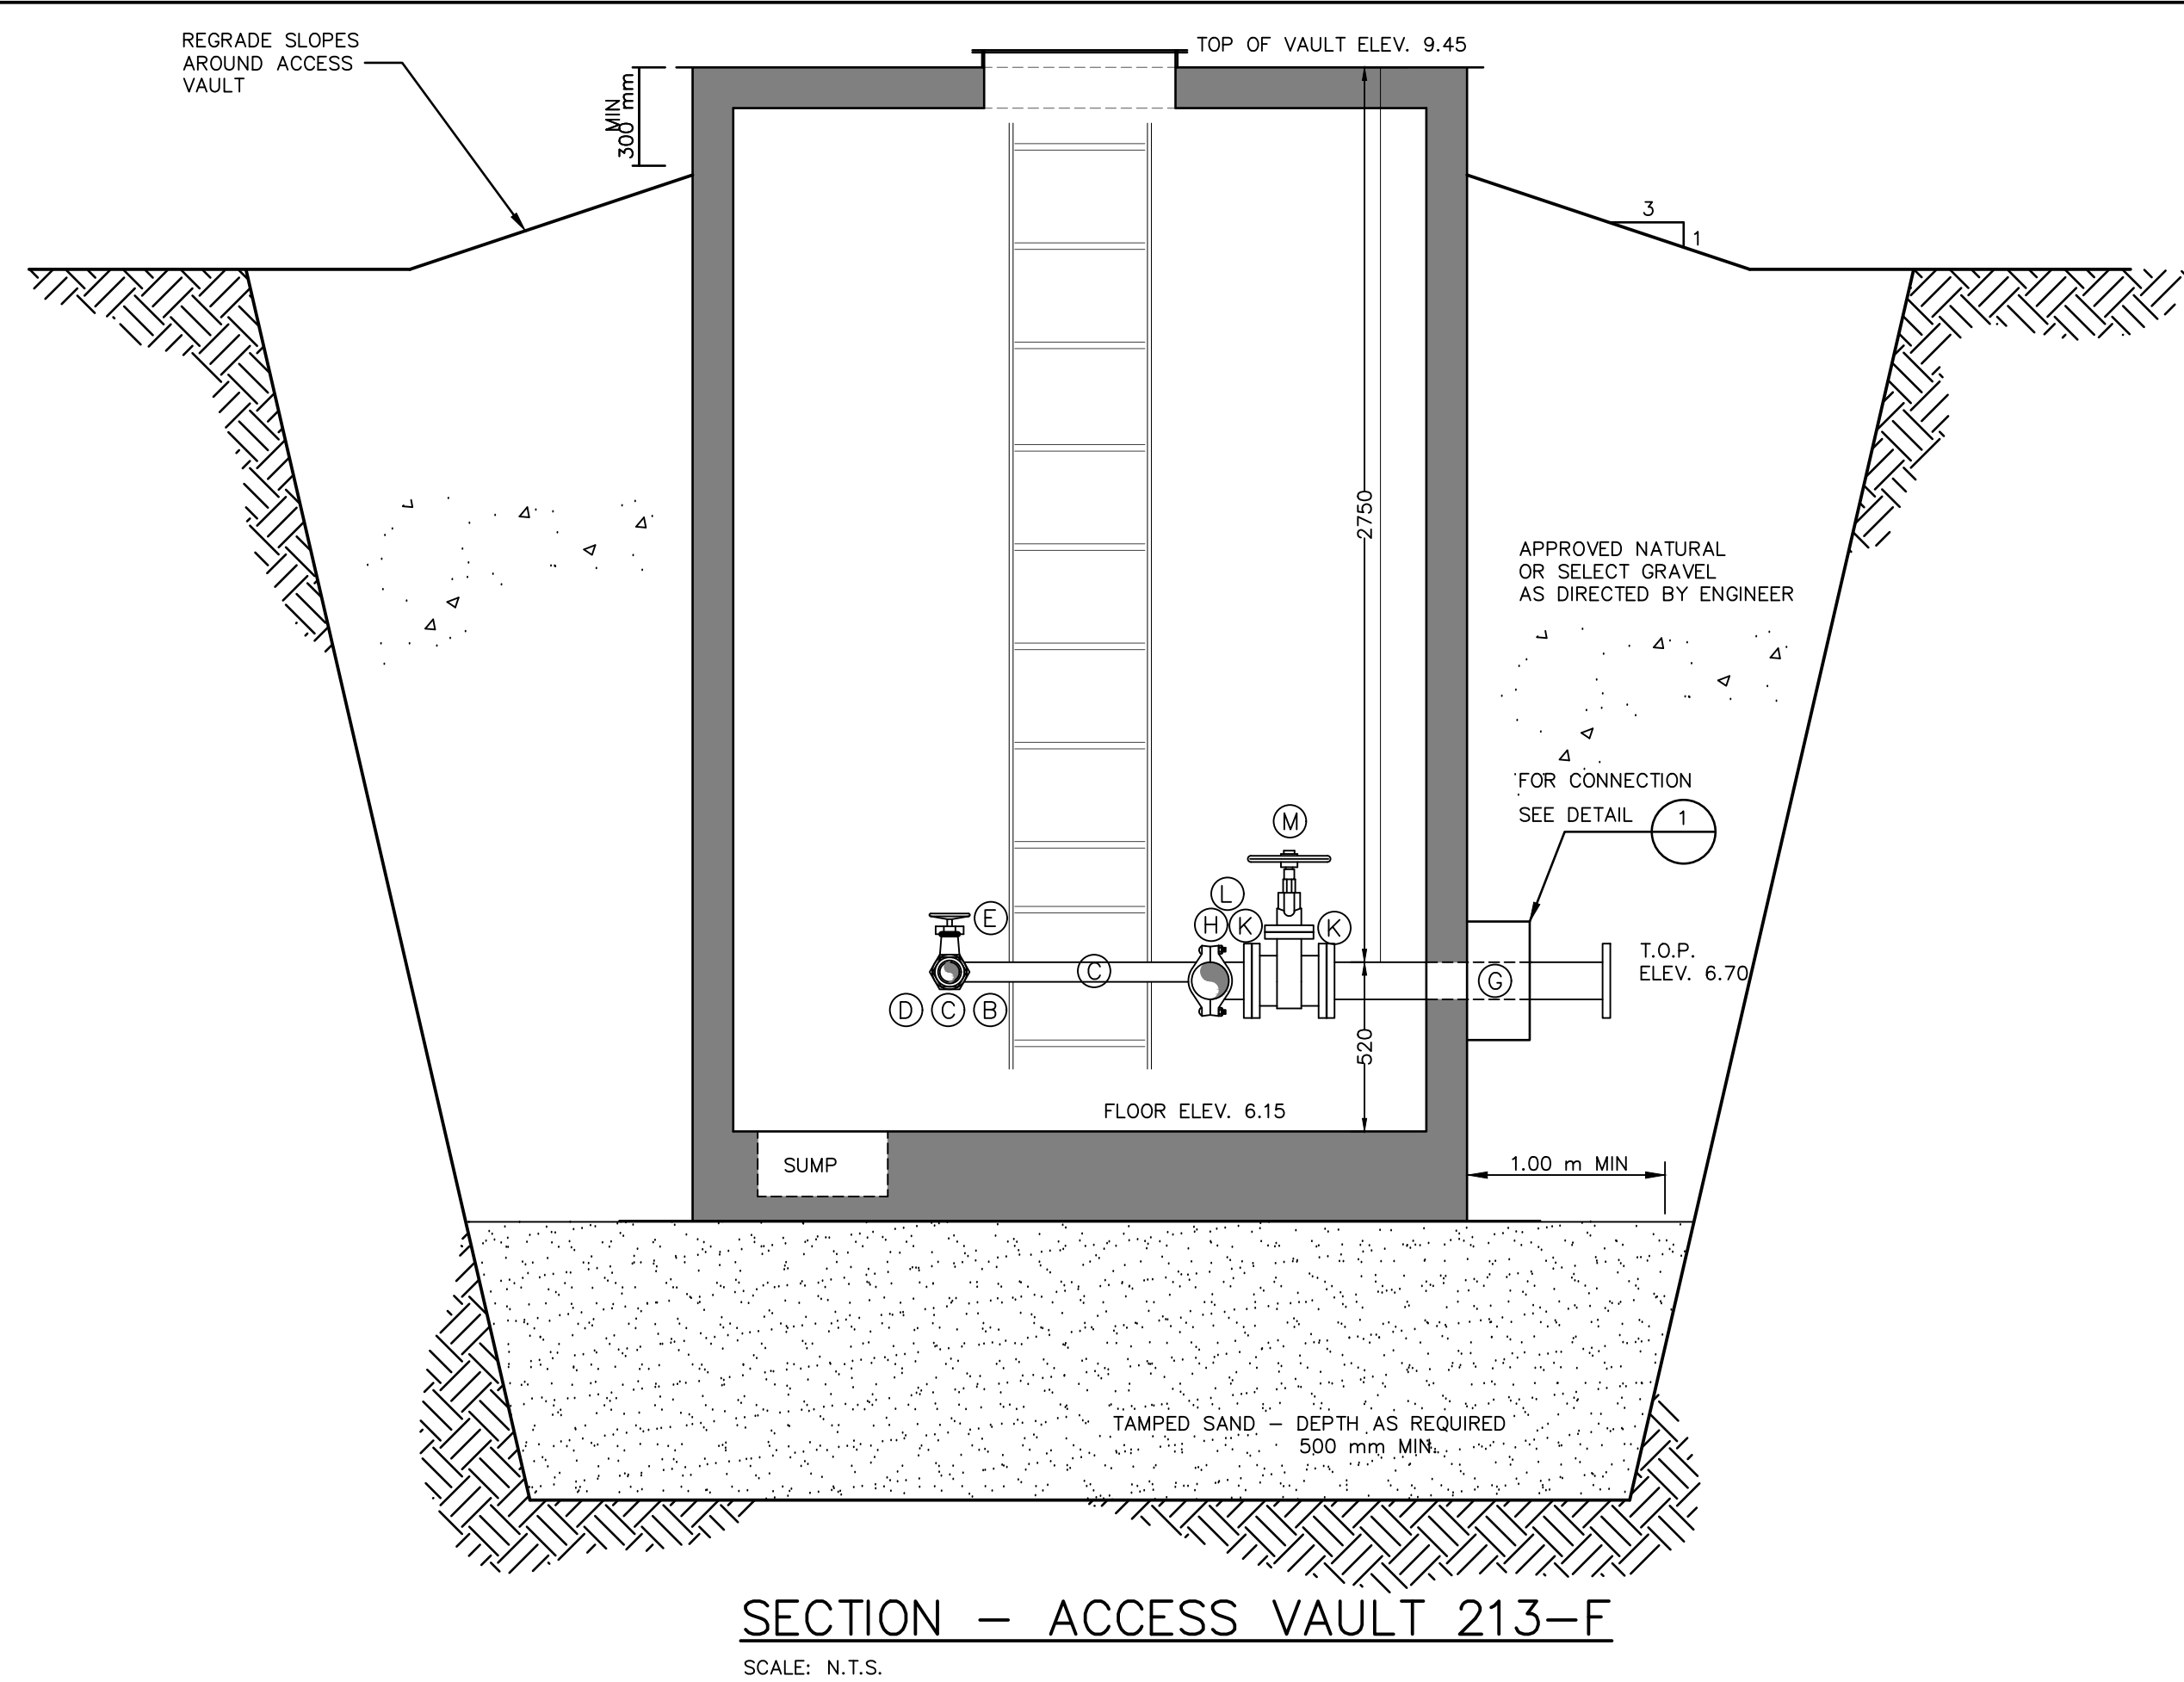 REGRADE SLOPES
AROUND ACCESS
VAULT
TOP OF VAULT ELEV. 9.45
MIN
300 mm
3
1
2750
APPROVED NATURAL
OR SELECT GRAVEL
AS DIRECTED BY ENGINEER
FOR CONNECTION
SEE DETAIL
1
M
L
E
H
K
K
C
G
T.O.P.
ELEV. 6.70
D
C
B
520
FLOOR ELEV. 6.15
SUMP
1.00 m MIN
TAMPED SAND – DEPTH AS REQUIRED
500 mm MIN.
SECTION – ACCESS VAULT 213–F
SCALE: N.T.S.